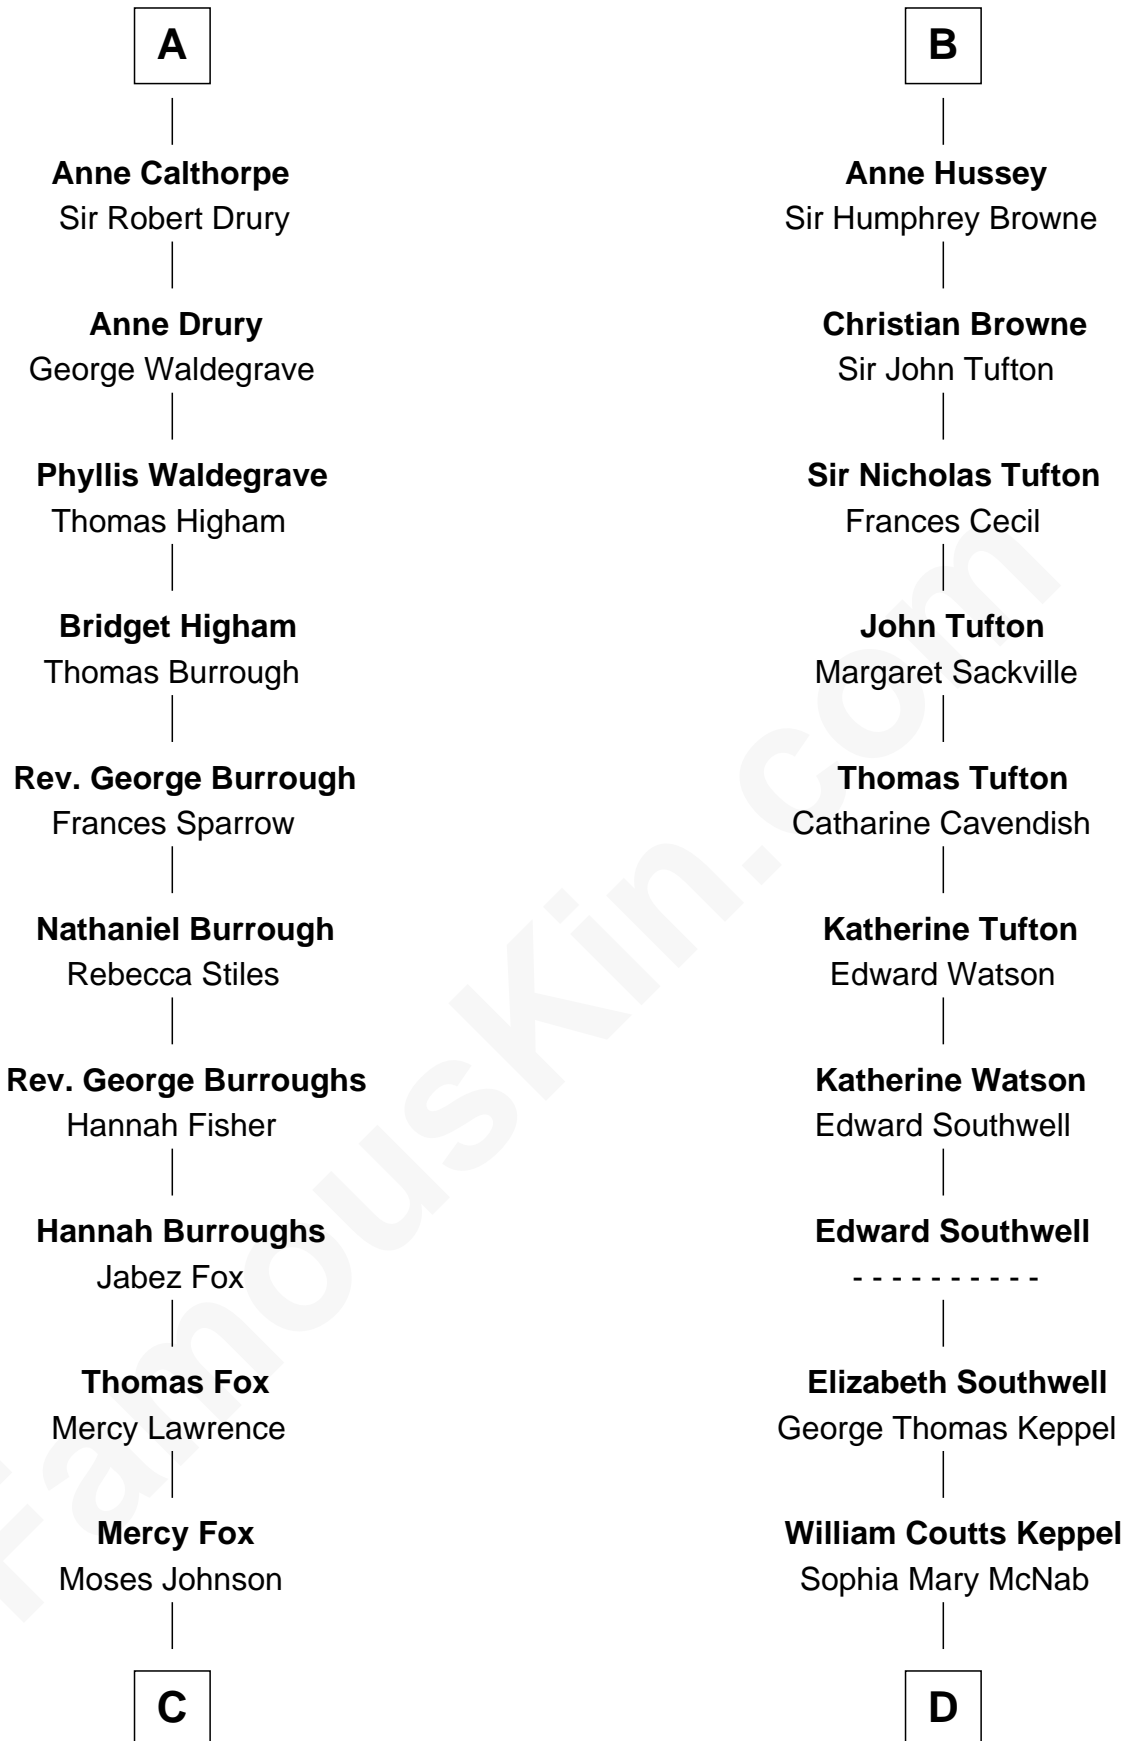 A
Anne Calthorpe
Sir Robert Drury
Anne Drury
George Waldegrave
Phyllis Waldegrave
Thomas Higham
Bridget Higham
Thomas Burrough
Rev. George Burrough
Frances Sparrow
Nathaniel Burrough
Rebecca Stiles
Rev. George Burroughs
Hannah Fisher
Hannah Burroughs
Jabez Fox
Thomas Fox
Mercy Lawrence
Mercy Fox
Moses Johnson
C
B
Anne Hussey
Sir Humphrey Browne
Christian Browne
Sir John Tufton
Sir Nicholas Tufton
Frances Cecil
John Tufton
Margaret Sackville
Thomas Tufton
Catharine Cavendish
Katherine Tufton
Edward Watson
Katherine Watson
Edward Southwell
Edward Southwell
- - - - - - - - - -
Elizabeth Southwell
George Thomas Keppel
William Coutts Keppel
Sophia Mary McNab
D
FamousKin.com